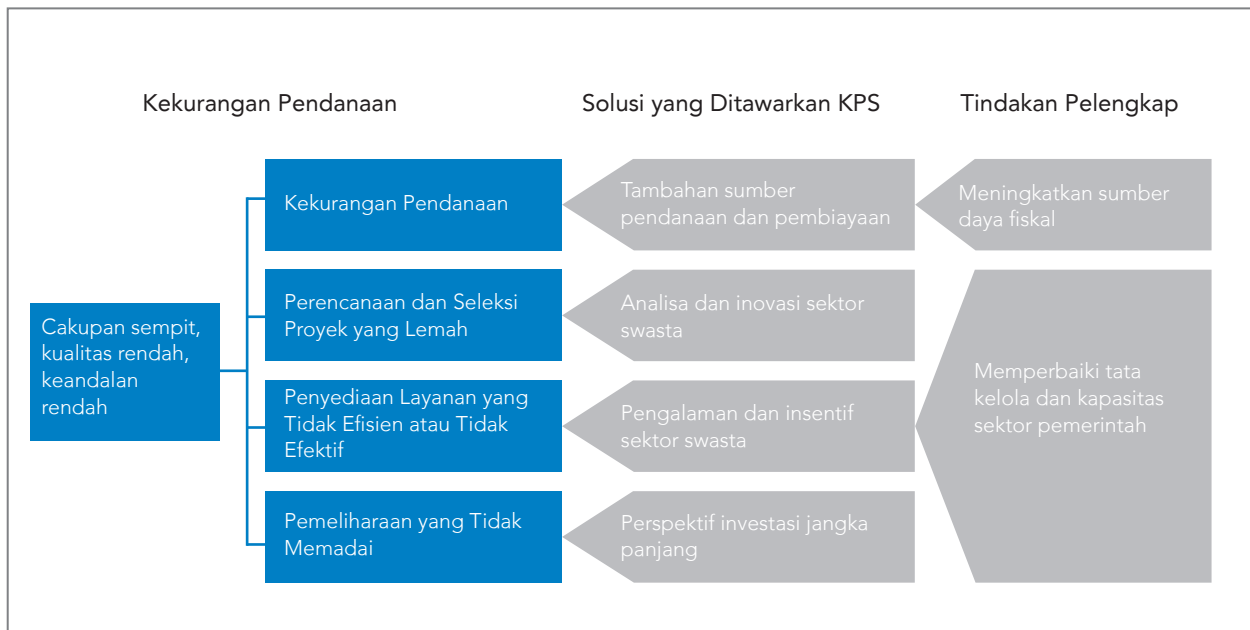 Kekurangan Pendanaan
Solusi yang Ditawarkan KPS
Tindakan Pelengkap
Cakupan sempit,
kualitas rendah,
keandalan
rendah
Kekurangan Pendanaan
Tambahan sumber
pendanaan dan pembiayaan
Meningkatkan sumber
daya fiskal
Perencanaan dan Seleksi
Proyek yang Lemah
Analisa dan inovasi sektor
swasta
Penyediaan Layanan yang
Tidak Efisien atau Tidak
Efektif
Pengalaman dan insentif
sektor swasta
Memperbaiki tata
kelola dan kapasitas
sektor pemerintah
Pemeliharaan yang Tidak
Memadai
Perspektif investasi jangka
panjang